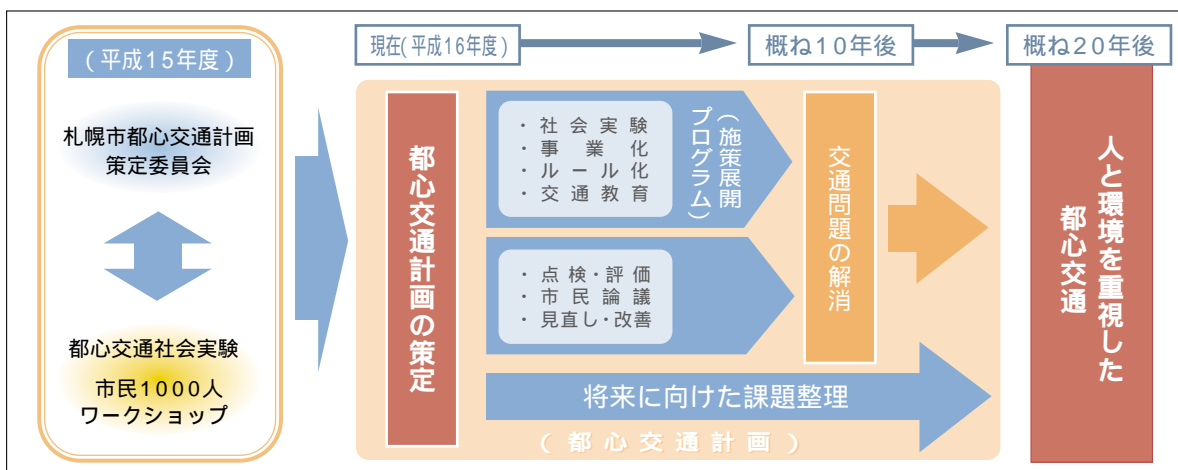 (平成15年度)
札幌市都心交通計画
策定委員会
都心交通社会実験
市民1000人
ワークショップ
現在(平成16年度)
概ね10年後
概ね20年後
都心交通計画の策定
・社会実験
・事業化
・ルール化
・交通教育
(施策展開
プログラム)
・点検・評価
・市民論議
・見直し・改善
交通問題の解消
将来に向けた課題整理
(都心交通計画)
人と環境を重視した
都心交通